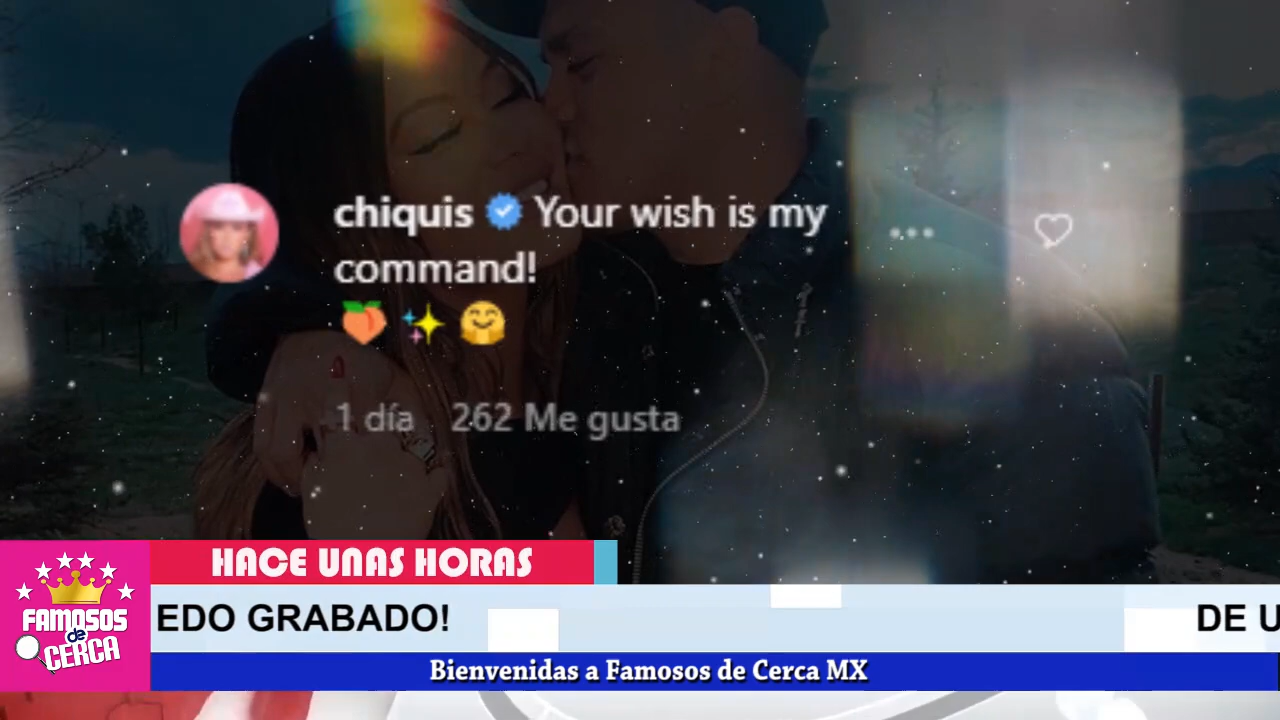 chiquis Your wish is my
command!
🍑 ✨ 🤗
1 día 262 Me gusta
HACE UNAS HORAS
FAMOSOS
de
CERCA
EDO GRABADO!
DE U
Bienvenidas a Famosos de Cerca MX